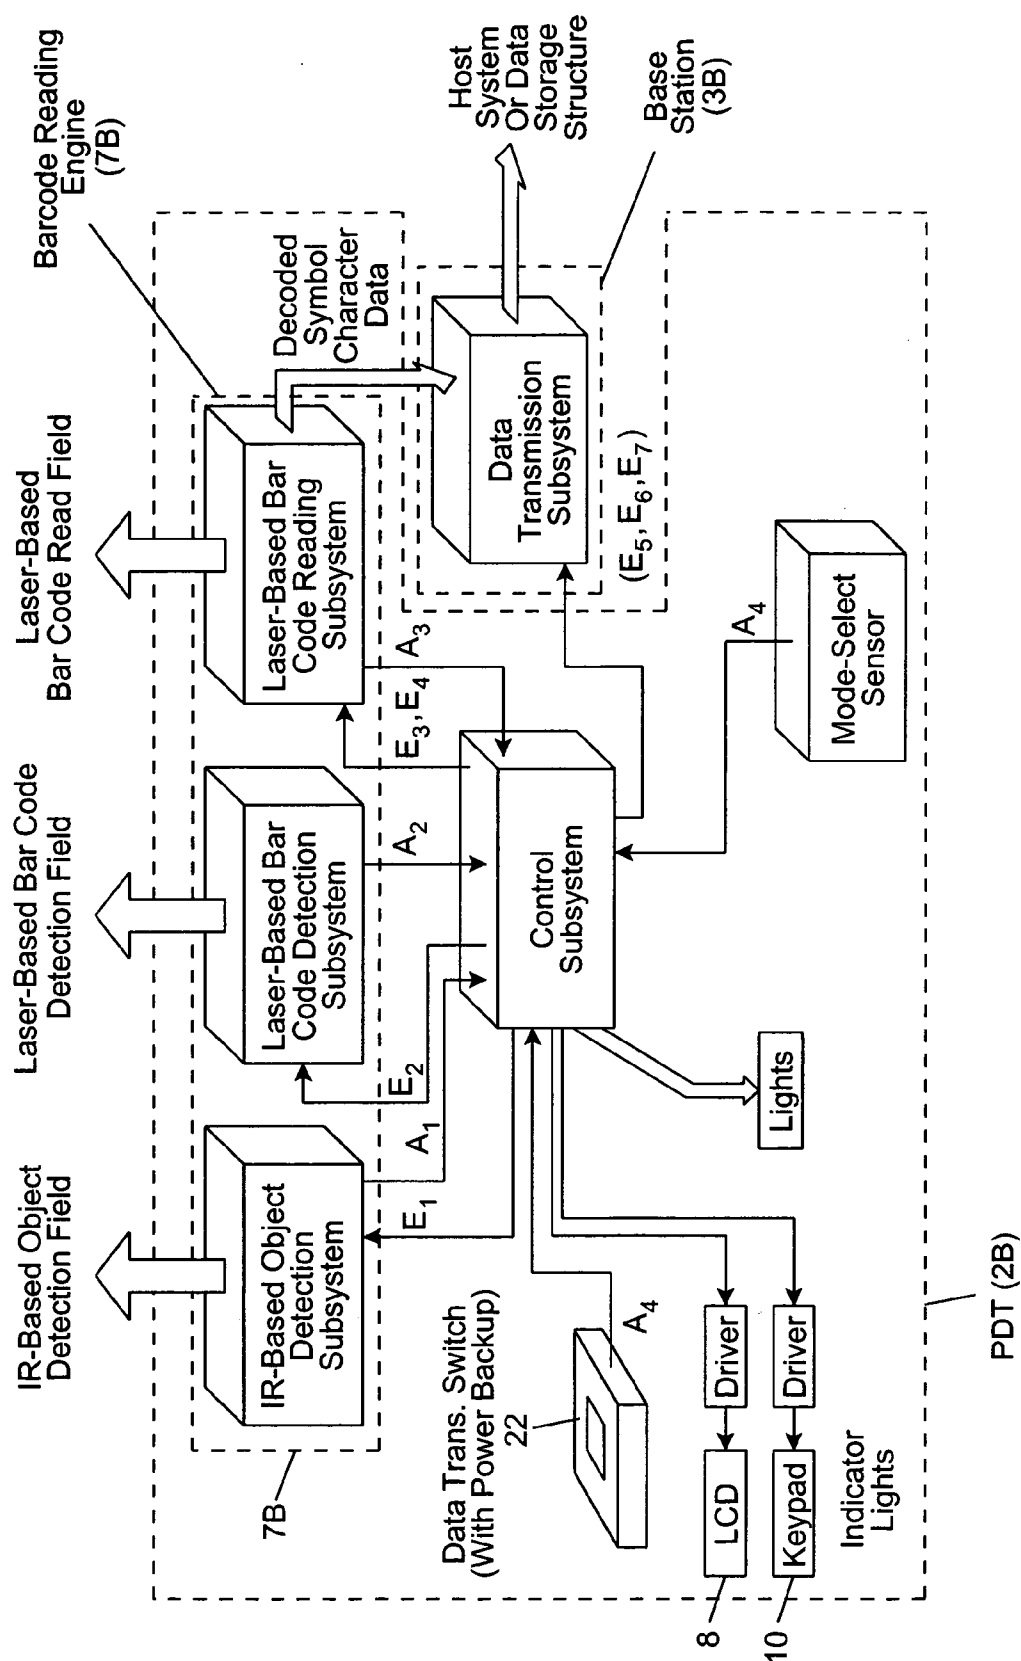 IR-Based Object
Detection Field
Laser-Based Bar Code
Detection Field
Laser-Based
Bar Code Read Field
Barcode Reading
Engine
(7B)
7B
IR-Based Object
Detection
Subsystem
Laser-Based Bar
Code Detection
Subsystem
Laser-Based Bar
Code Reading
Subsystem
Decoded
Symbol
Character
Data
E1
A1
E2
A2
E3, E4
A3
Host
System
Or Data
Storage
Structure
Data Trans. Switch
(With Power Backup)
22
A4
Control
Subsystem
Data
Transmission
Subsystem
(E5, E6, E7)
Base
Station
(3B)
8
LCD
Driver
10
Keypad
Driver
Lights
Indicator
Lights
A4
Mode-Select
Sensor
PDT (2B)